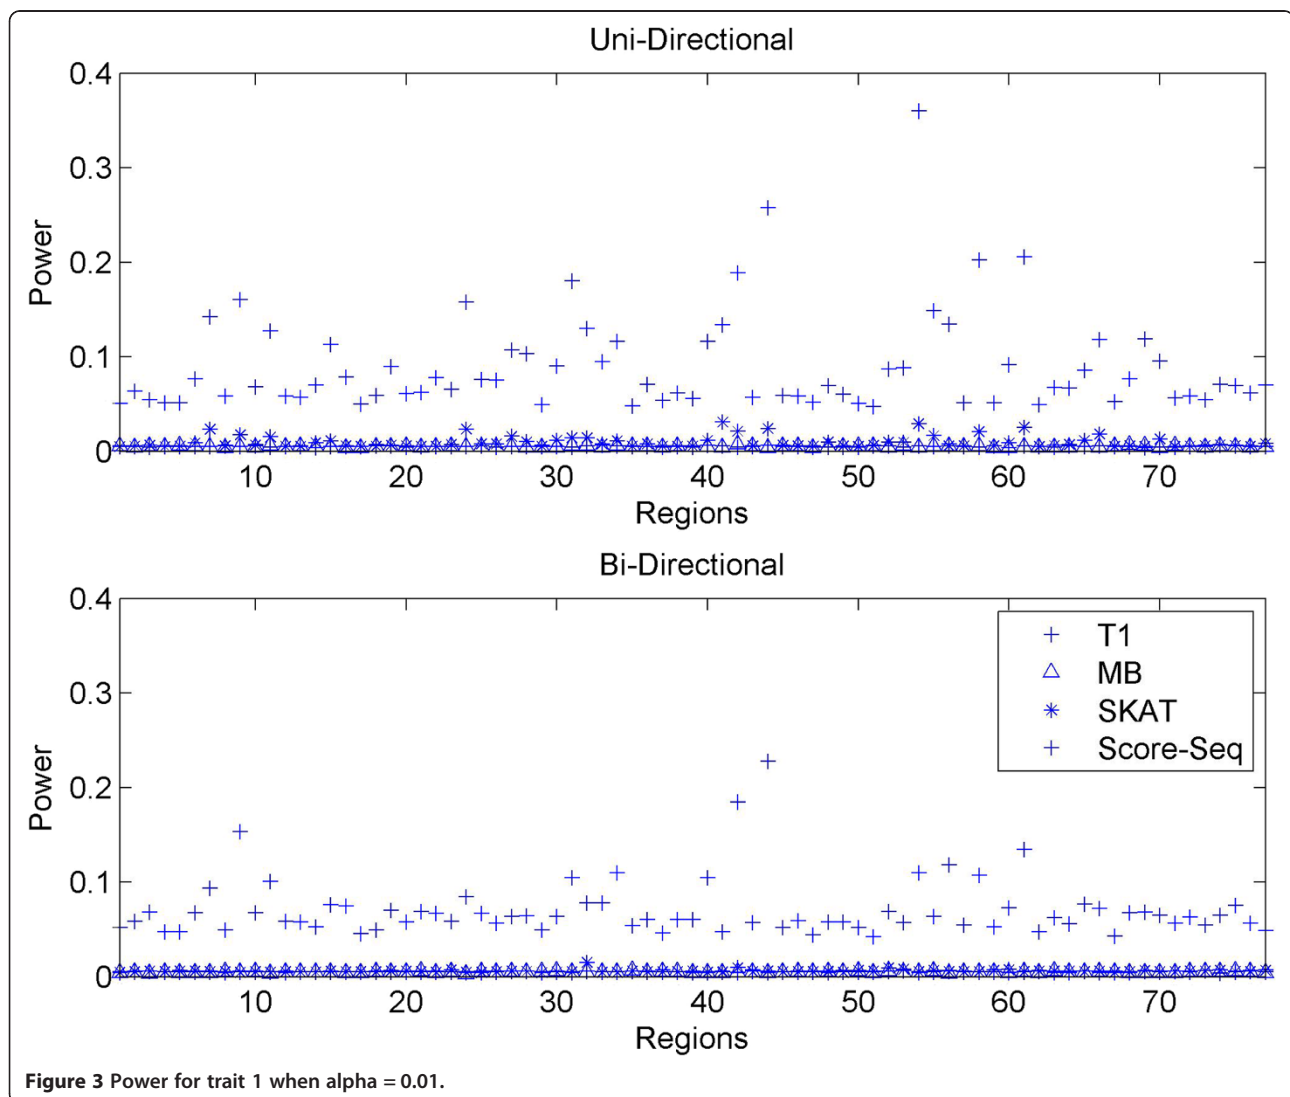 Uni-Directional
0.4
0.3
0.2
0.1
0
Power
10 20 30 40 50 60 70
Regions
Bi-Directional
0.4
0.3
0.2
0.1
0
Power
T1
MB
SKAT
Score-Seq
10 20 30 40 50 60 70
Regions
Figure 3 Power for trait 1 when alpha = 0.01.